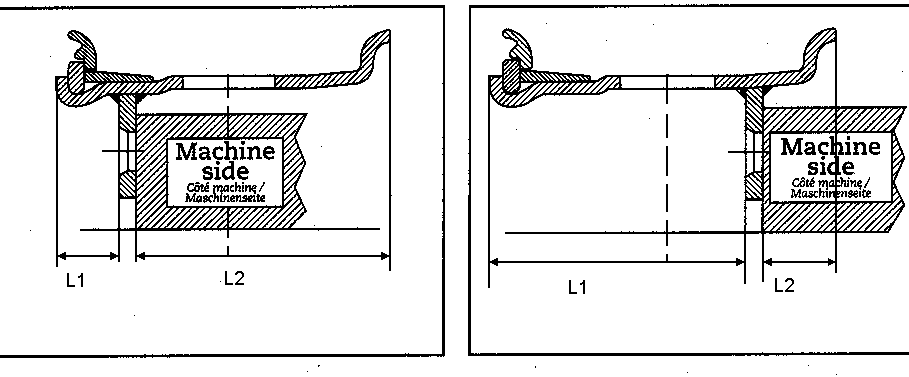 Machine
side
Côté machine /
Maschinenseite
L1
L2
Machine
side
Côté machine /
Maschinenseite
L1
L2